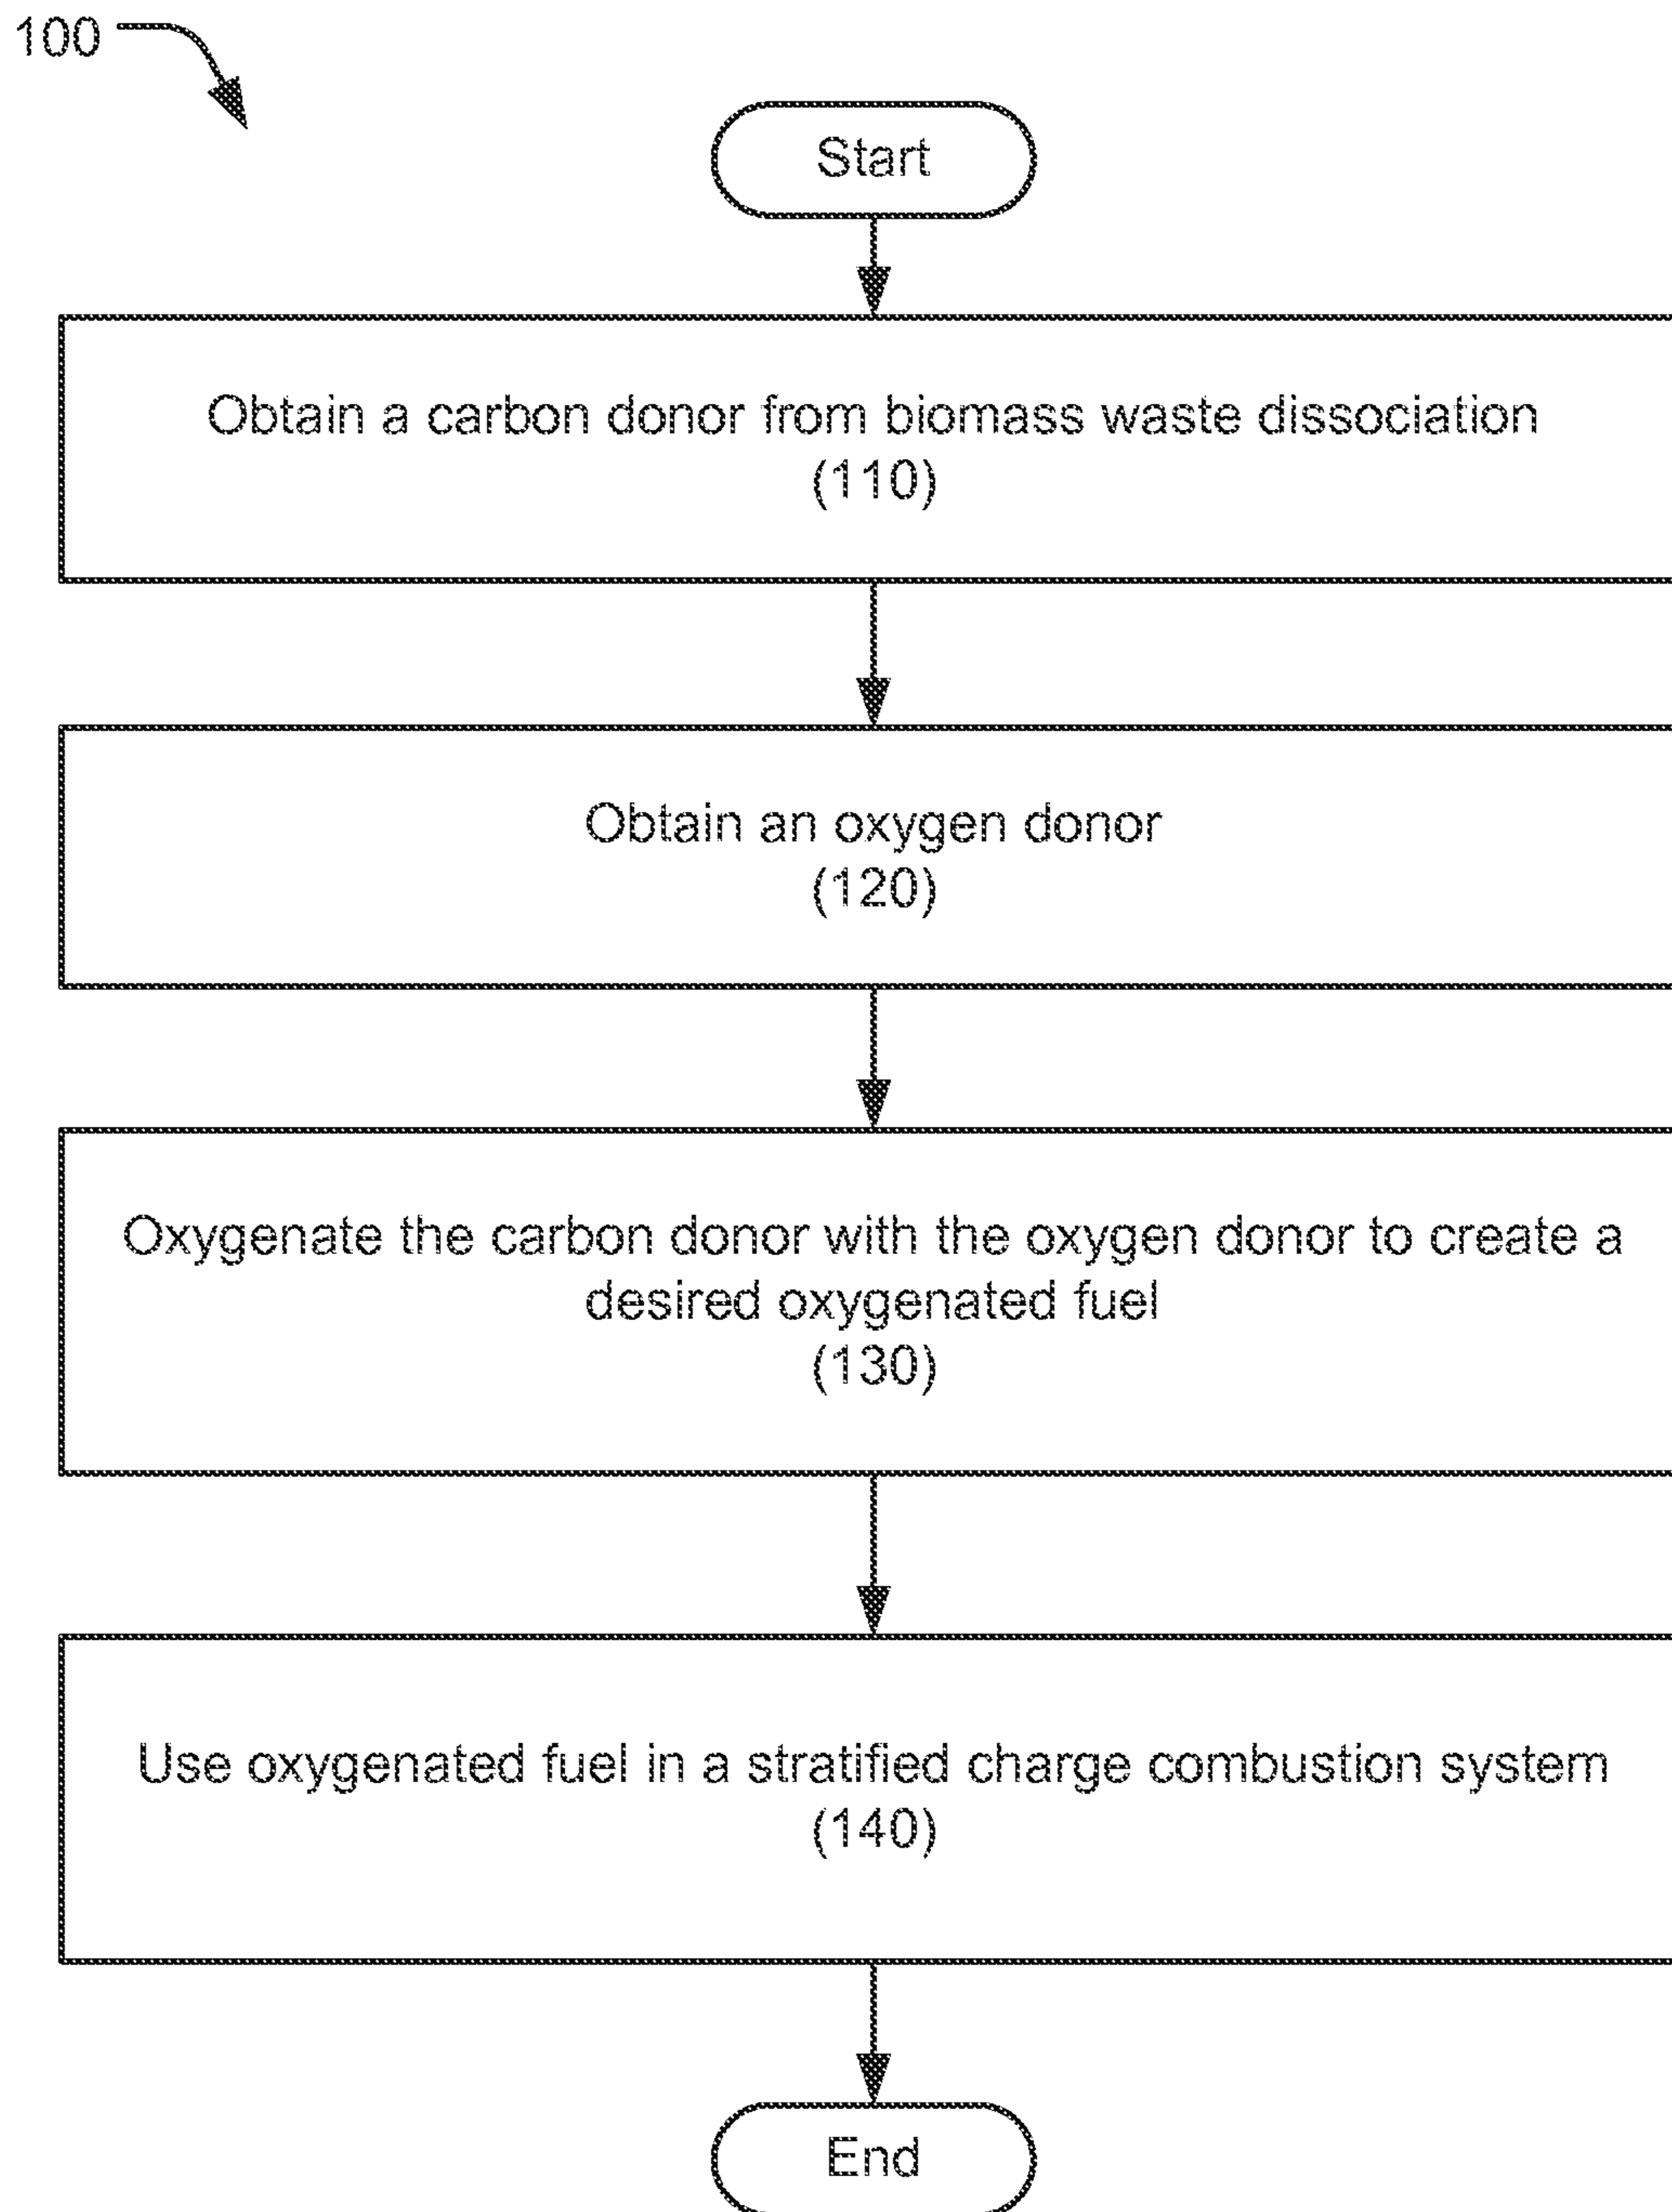 100
Start
Obtain a carbon donor from biomass waste dissociation
(110)
Obtain an oxygen donor
(120)
Oxygenate the carbon donor with the oxygen donor to create a
desired oxygenated fuel
(130)
Use oxygenated fuel in a stratified charge combustion system
(140)
End